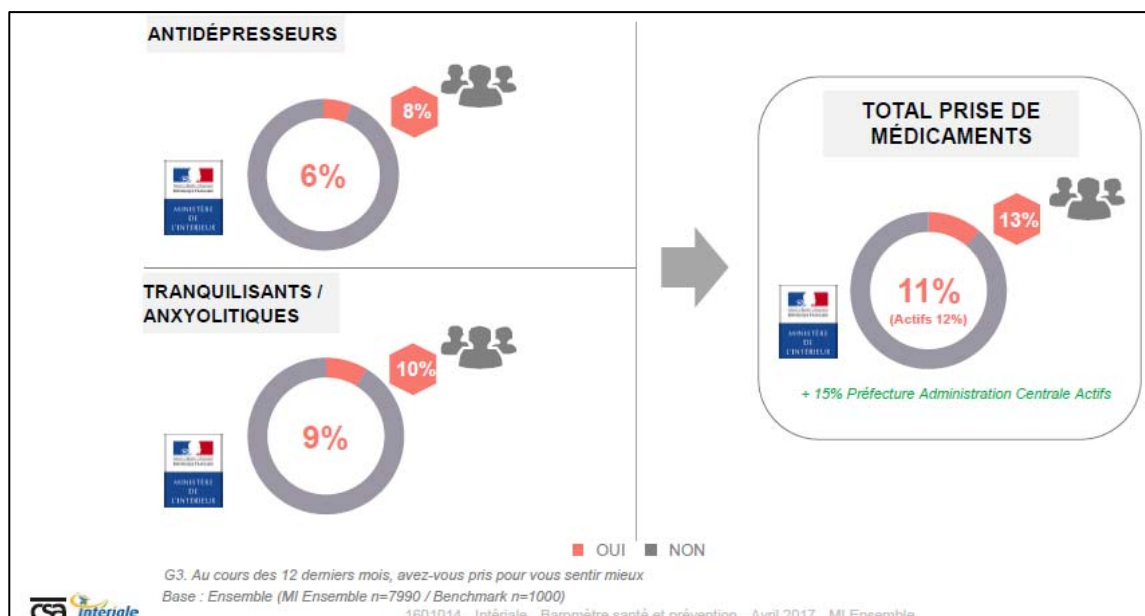 ANTIDÉPRESSEURS
8%
6%
MINISTÈRE
DE
L'INTÉRIEUR
TRANQUILISANTS /
ANXYOLITIQUES
10%
9%
MINISTÈRE
DE
L'INTÉRIEUR
TOTAL PRISE DE
MÉDICAMENTS
13%
11%
(Actifs 12%)
MINISTÈRE
DE
L'INTÉRIEUR
+ 15% Préfecture Administration Centrale Actifs
OUI NON
G3. Au cours des 12 derniers mois, avez-vous pris pour vous sentir mieux
Base : Ensemble (MI Ensemble n=7990 / Benchmark n=1000)
csa intériale
1601014 - Intériale - Baromètre santé et prévention - Avril 2017 - MI Ensemble